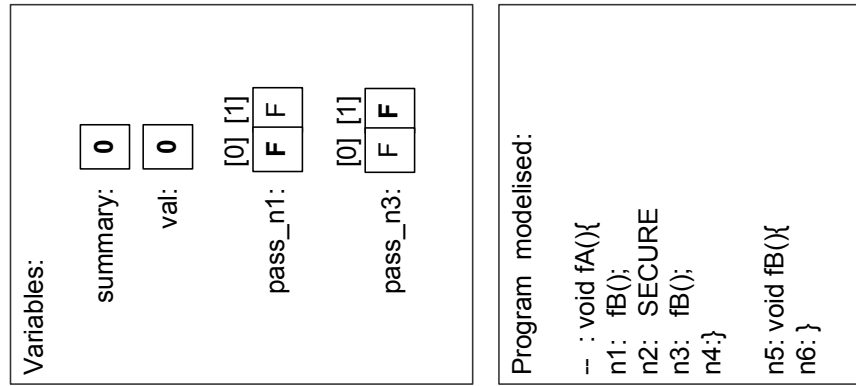 Variables:
summary: 0
val: 0
[0] [1]
pass_n1: F F
[0] [1]
pass_n3: F F
Program modelised:
-- : void fA(){
n1: fB();
n2: SECURE
n3: fB();
n4:}
n5: void fB(){
n6: }